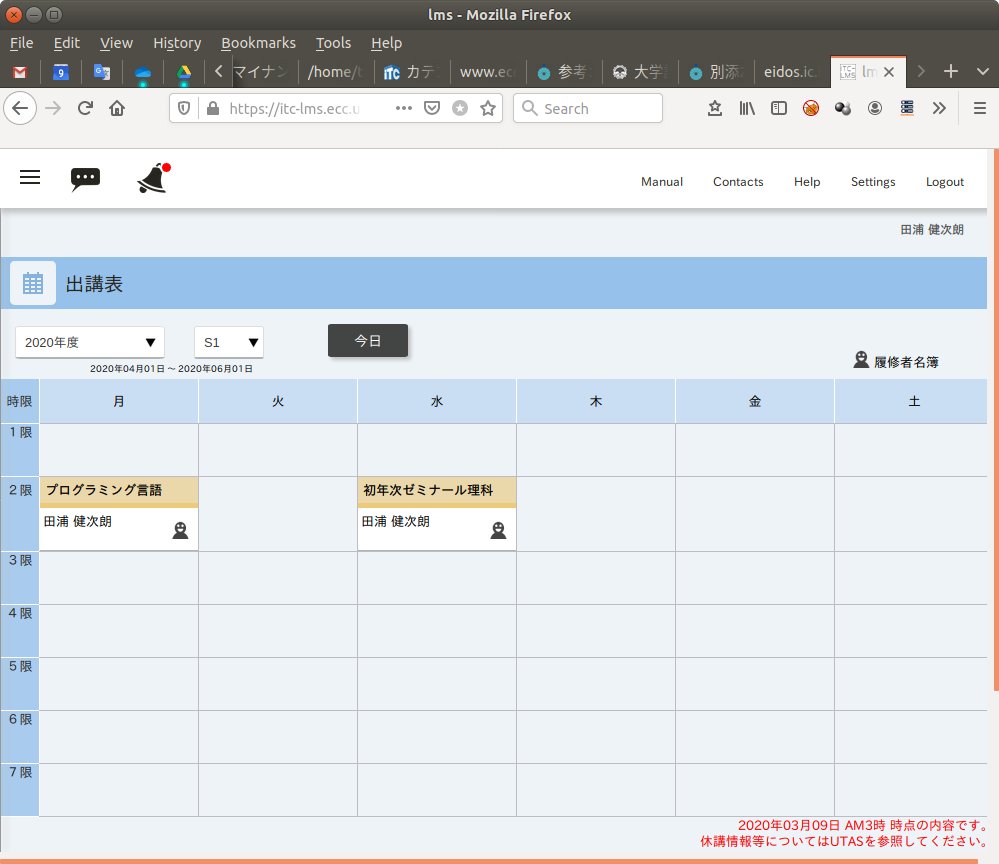 lms - Mozilla Firefox
File Edit View History Bookmarks Tools Help
マイナン /home/t カテ www.ec 参考 大学 別添 eidos.ic. lm
https://itc-lms.ecc.u Search
Manual Contacts Help Settings Logout
田浦 健次朗
出講表
2020年度 ▼ S1 ▼ 今日
2020年04月01日 ~ 2020年06月01日
履修者名簿
時限 月 火 水 木 金 土
1限
2限 プログラミング言語 初年次ゼミナール理科
田浦 健次朗 田浦 健次朗
3限
4限
5限
6限
7限
2020年03月09日 AM3時 時点の内容です。
休講情報等についてはUTASを参照してください。